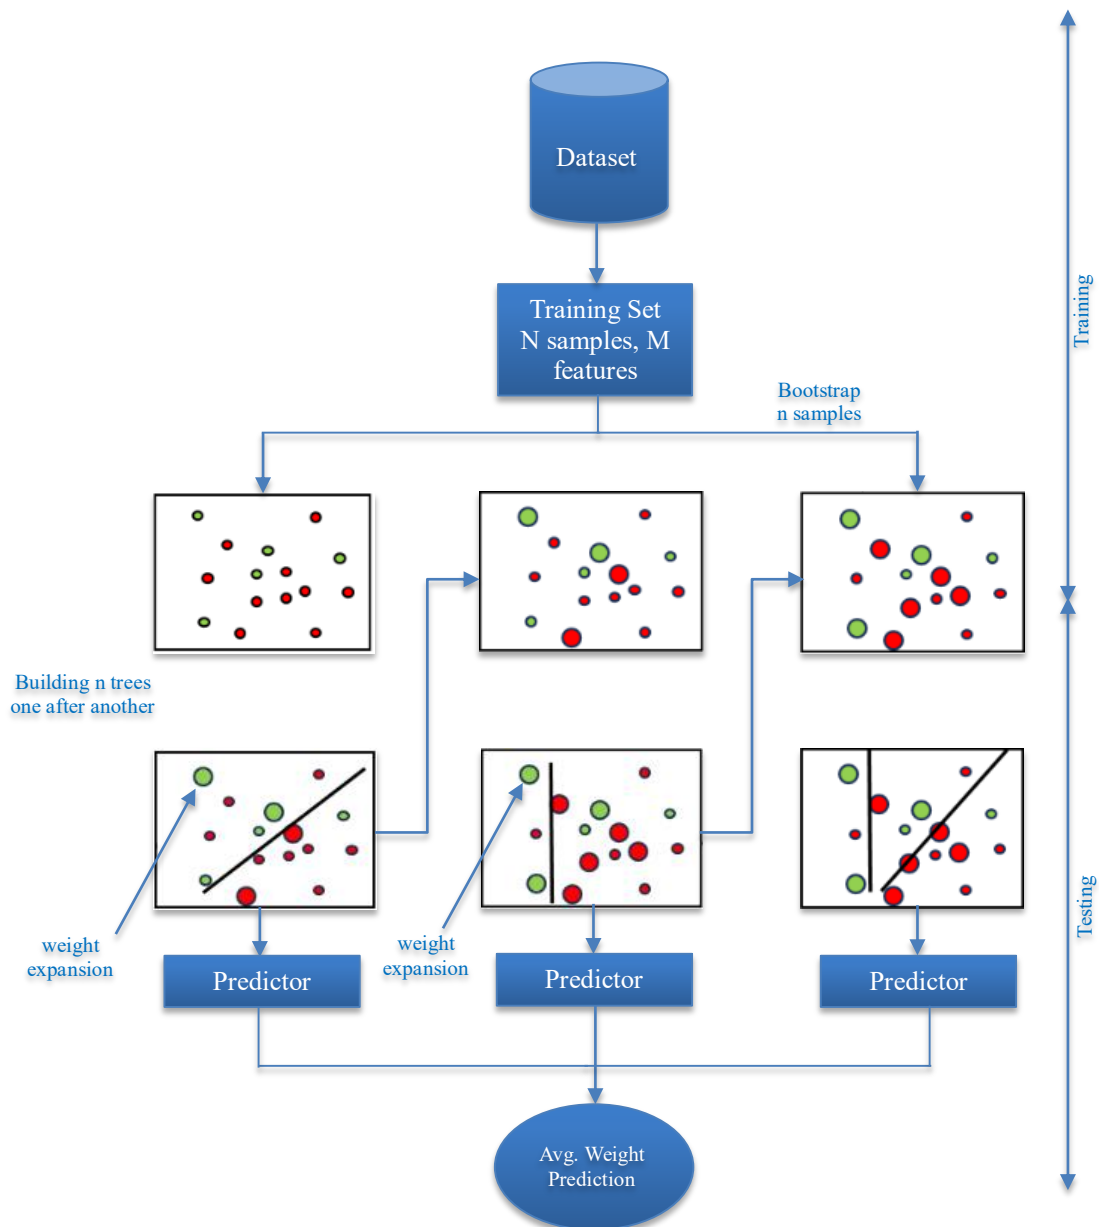 Dataset
Training Set
N samples, M
features
Training
Bootstrap
n samples
Building n trees
one after another
weight
expansion
weight
expansion
Testing
Predictor
Predictor
Predictor
Avg. Weight
Prediction